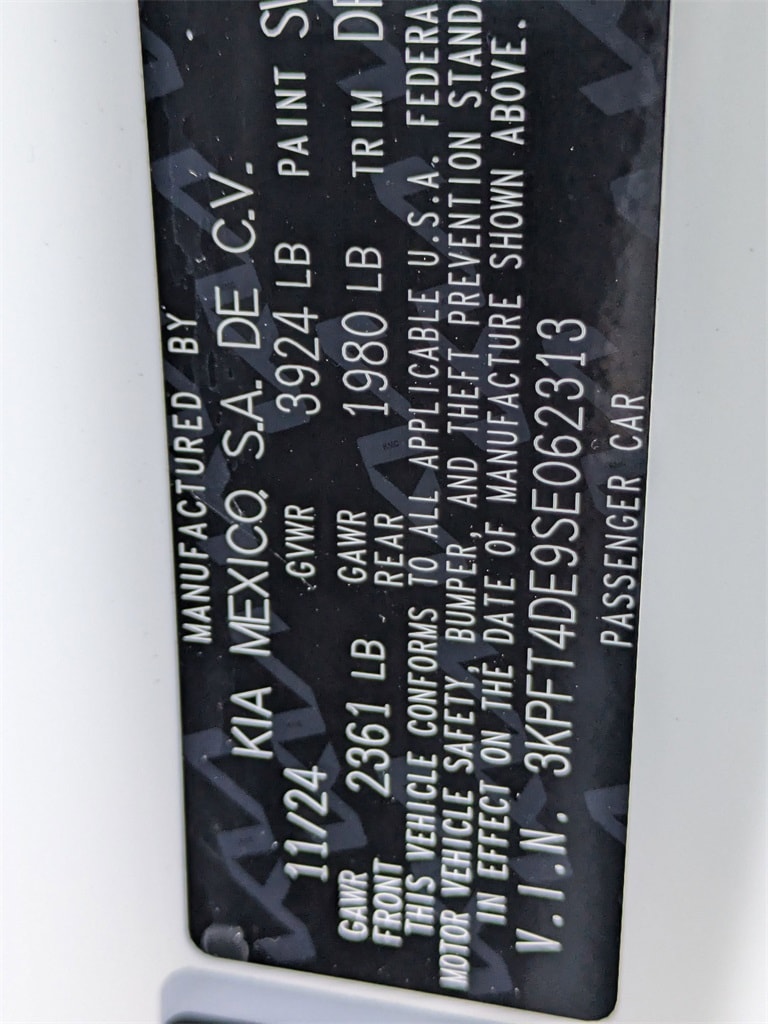 MANUFACTURED BY
KIA MEXICO, S.A. DE C.V.
11/24 GVWR 3924 LB PAINT
GAWR FRONT 2361 LB GAWR REAR 1980 LB TRIM
THIS VEHICLE CONFORMS TO ALL APPLICABLE U.S.A. FEDERA
MOTOR VEHICLE SAFETY, BUMPER, AND THEFT PREVENTION STAND
IN EFFECT ON THE DATE OF MANUFACTURE SHOWN ABOVE.
V.I.N. 3KPFT4DE9SE062313
PASSENGER CAR